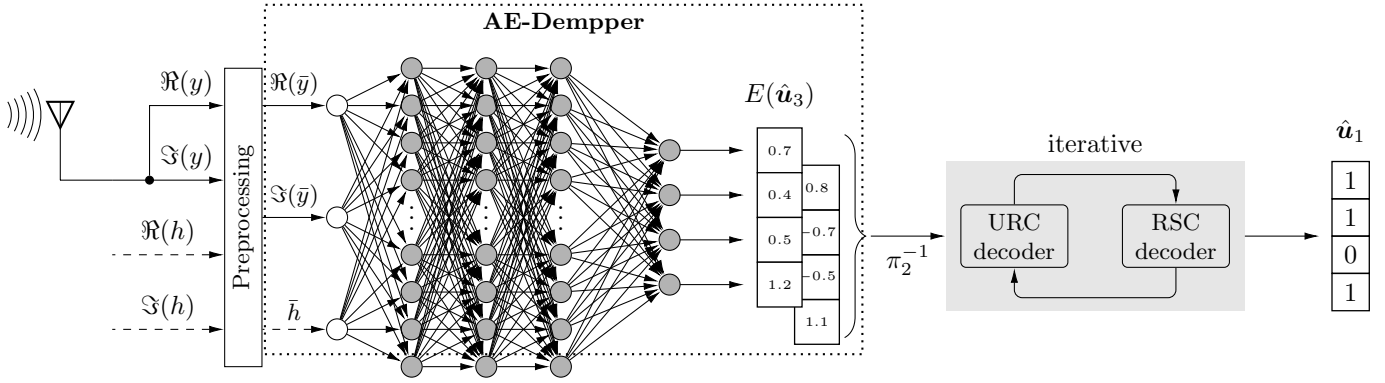 AE-Dempper
ℜ(y)
ℑ(y)
ℜ(h)
ℑ(h)
Preprocessing
ℜ(ȳ)
ℑ(ȳ)
h̄
E(û₃)
0.7
0.4
0.5
1.2
0.8
−0.7
−0.5
1.1
π₂⁻¹
iterative
URC
decoder
RSC
decoder
û₁
1
1
0
1